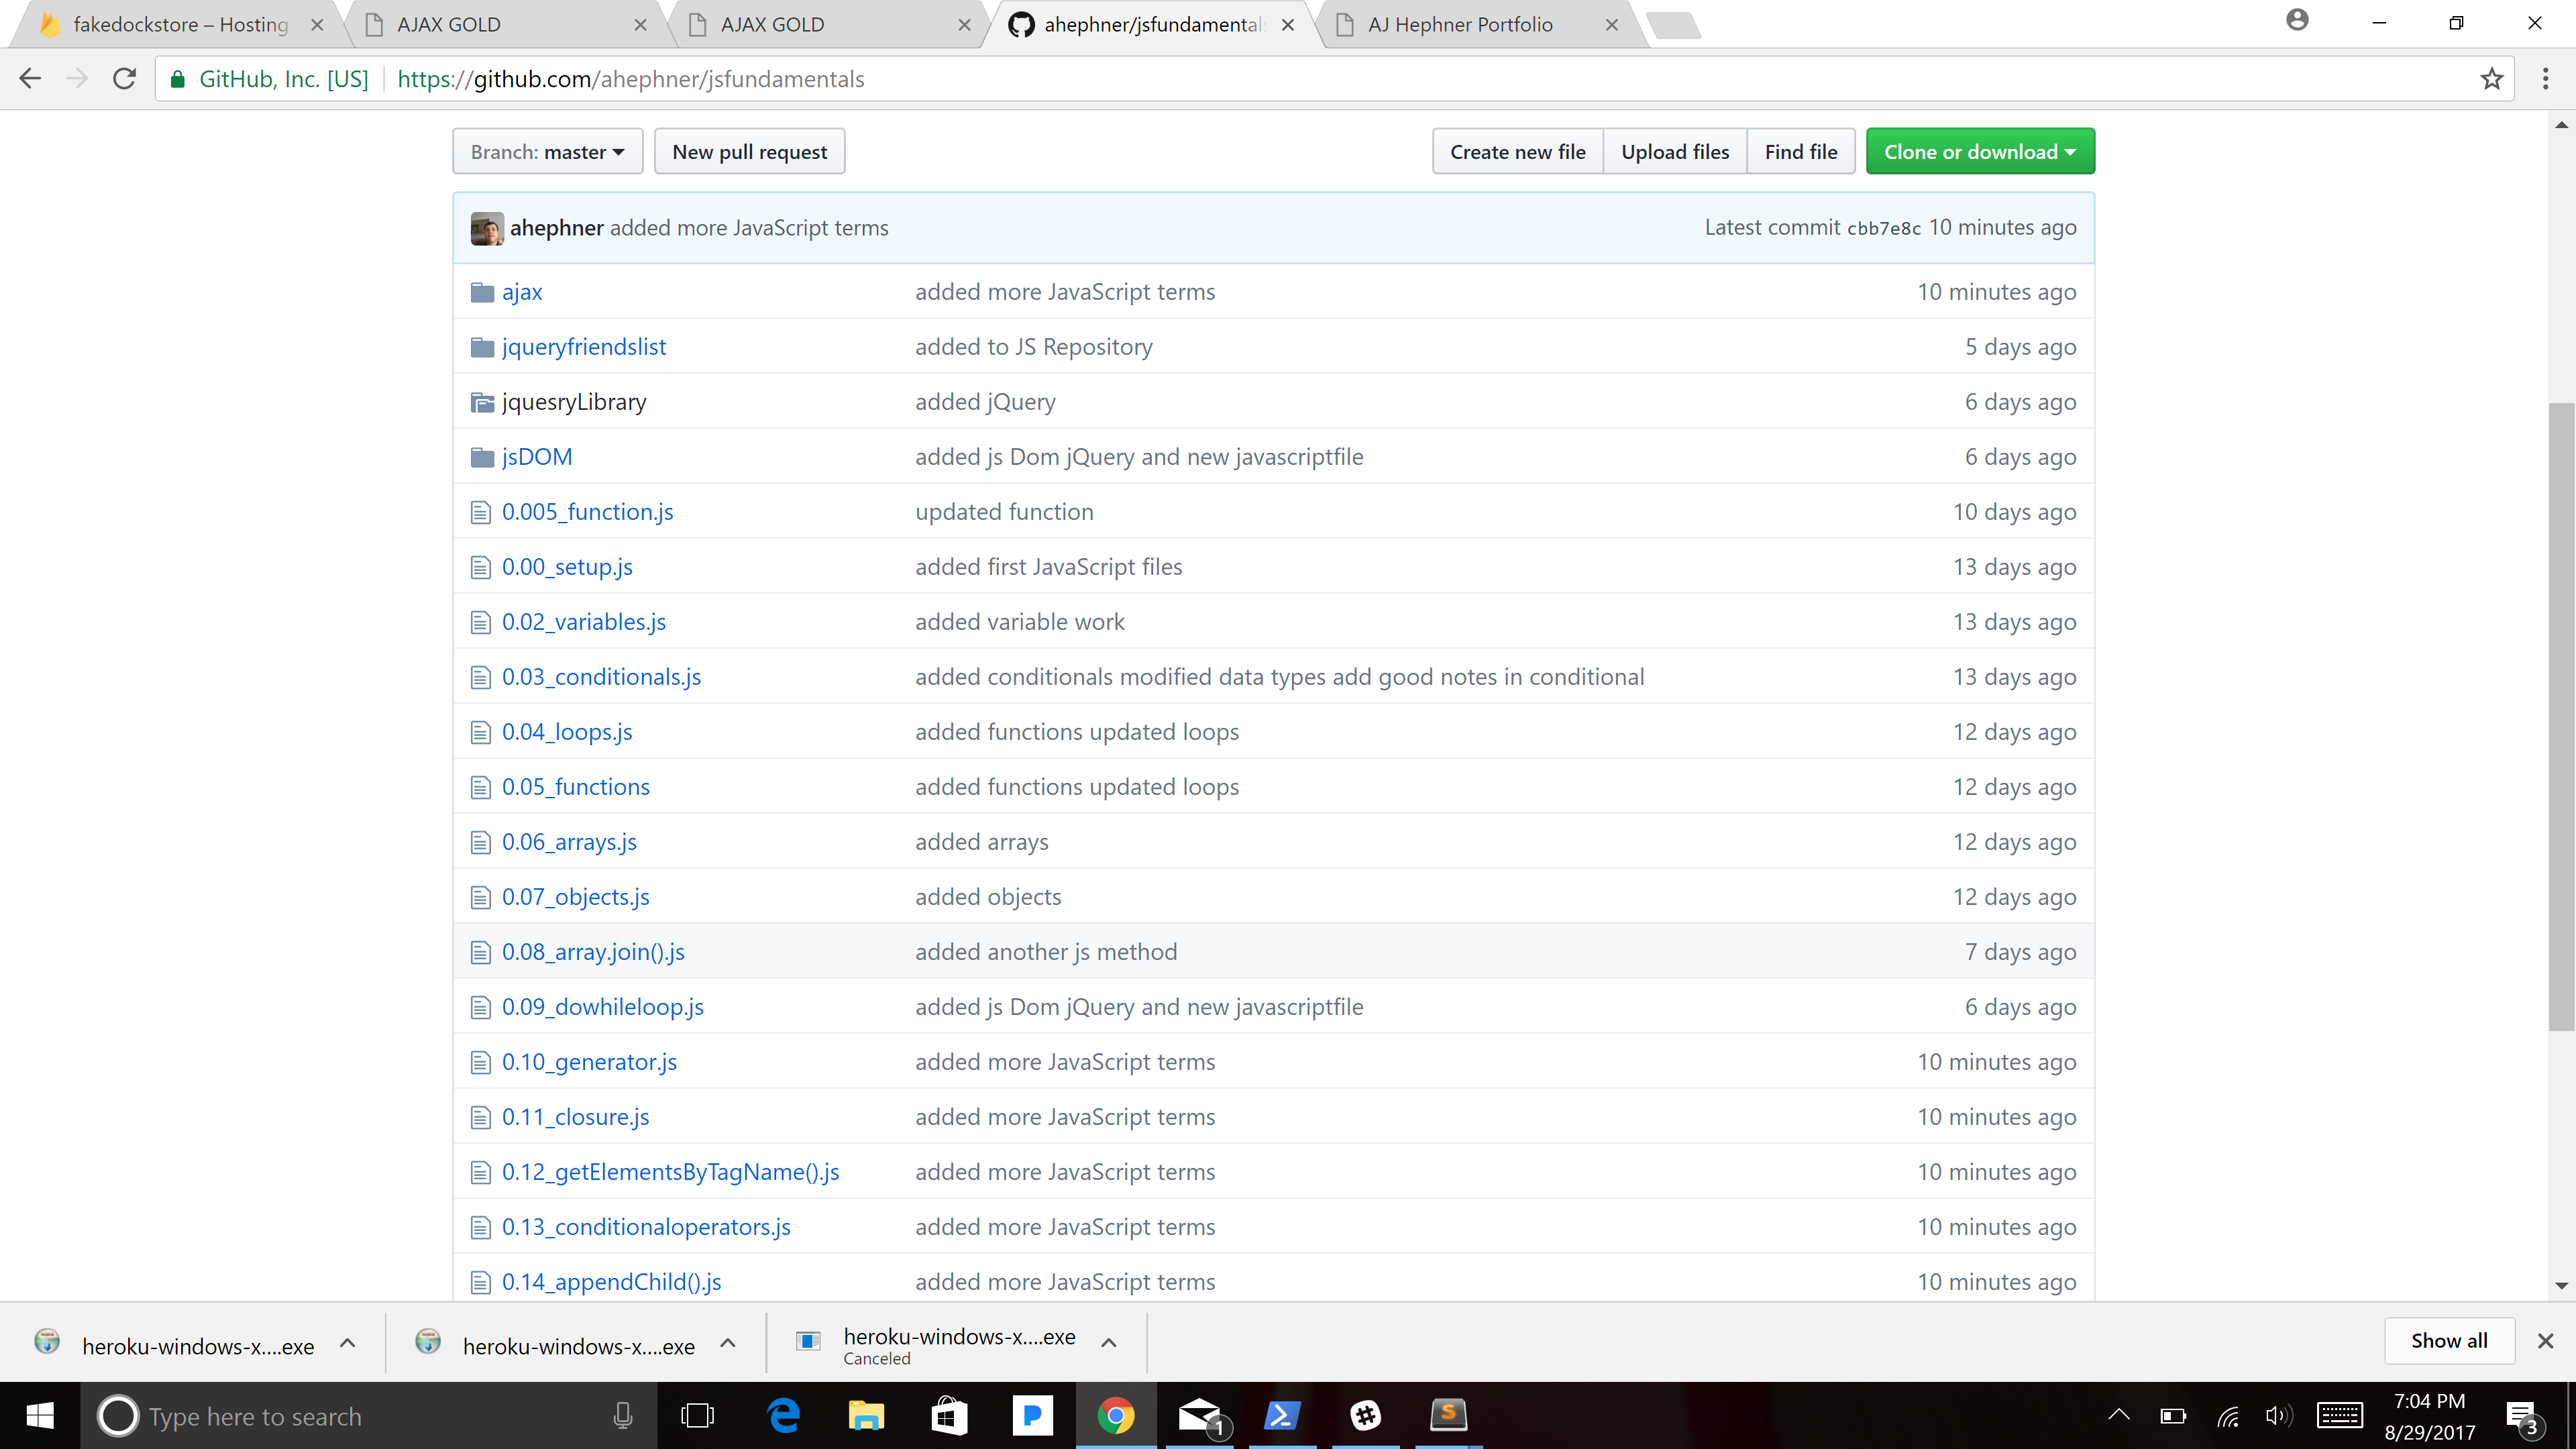 fakedockstore – Hosting
AJAX GOLD
AJAX GOLD
ahephner/jsfundamentals
AJ Hephner Portfolio
GitHub, Inc. [US] https://github.com/ahephner/jsfundamentals
Branch: master New pull request Create new file Upload files Find file Clone or download
ahephner added more JavaScript terms Latest commit cbb7e8c 10 minutes ago
ajax added more JavaScript terms 10 minutes ago
jqueryfriendslist added to JS Repository 5 days ago
jquesryLibrary added jQuery 6 days ago
jsDOM added js Dom jQuery and new javascriptfile 6 days ago
0.005_function.js updated function 10 days ago
0.00_setup.js added first JavaScript files 13 days ago
0.02_variables.js added variable work 13 days ago
0.03_conditionals.js added conditionals modified data types add good notes in conditional 13 days ago
0.04_loops.js added functions updated loops 12 days ago
0.05_functions added functions updated loops 12 days ago
0.06_arrays.js added arrays 12 days ago
0.07_objects.js added objects 12 days ago
0.08_array.join().js added another js method 7 days ago
0.09_dowhileloop.js added js Dom jQuery and new javascriptfile 6 days ago
0.10_generator.js added more JavaScript terms 10 minutes ago
0.11_closure.js added more JavaScript terms 10 minutes ago
0.12_getElementsByTagName().js added more JavaScript terms 10 minutes ago
0.13_conditionaloperators.js added more JavaScript terms 10 minutes ago
0.14_appendChild().js added more JavaScript terms 10 minutes ago
heroku-windows-x....exe
heroku-windows-x....exe
heroku-windows-x....exe
Canceled
Show all
Type here to search
1
7:04 PM
8/29/2017
3